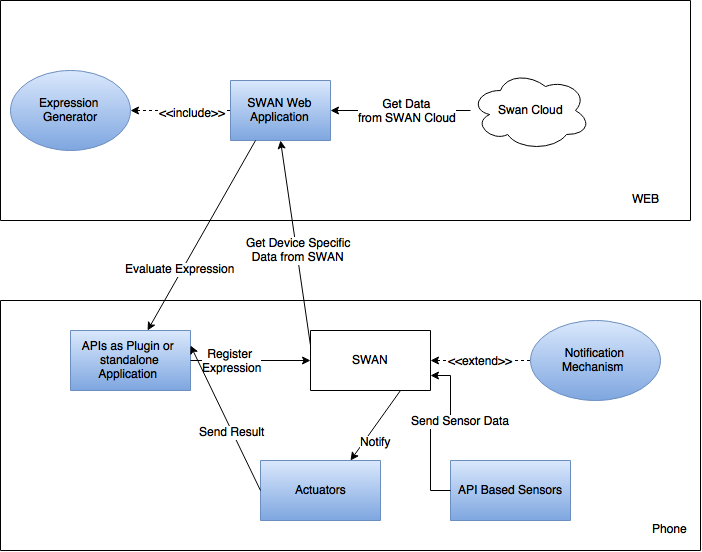 Expression
Generator
<<include>>
SWAN Web
Application
Get Data
from SWAN Cloud
Swan Cloud
WEB
Get Device Specific
Data from SWAN
Evaluate Expression
APIs as Plugin or
standalone
Application
Register
Expression
SWAN
<<extend>>
Notification
Mechanism
Send Result
Notify
Send Sensor Data
Actuators
API Based Sensors
Phone